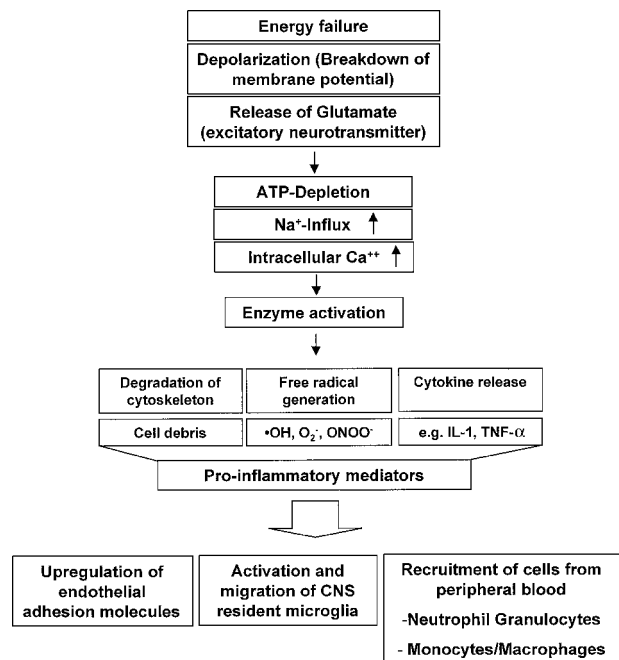 Energy failure
Depolarization (Breakdown of
membrane potential)
Release of Glutamate
(excitatory neurotransmitter)
ATP-Depletion
Na⁺-Influx ↑
Intracellular Ca⁺⁺ ↑
Enzyme activation
Degradation of
cytoskeleton
Free radical
generation
Cytokine release
Cell debris
•OH, O₂⁻, ONOO⁻
e.g. IL-1, TNF-α
Pro-inflammatory mediators
Upregulation of
endothelial
adhesion molecules
Activation and
migration of CNS
resident microglia
Recruitment of cells from
peripheral blood
-Neutrophil Granulocytes
- Monocytes/Macrophages